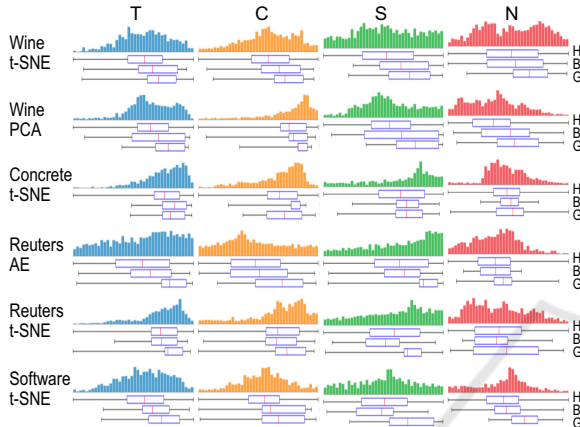 T C S N
Wine
t-SNE
H
B
G
Wine
PCA
H
B
G
Concrete
t-SNE
H
B
G
Reuters
AE
H
B
G
Reuters
t-SNE
H
B
G
Software
t-SNE
H
B
G